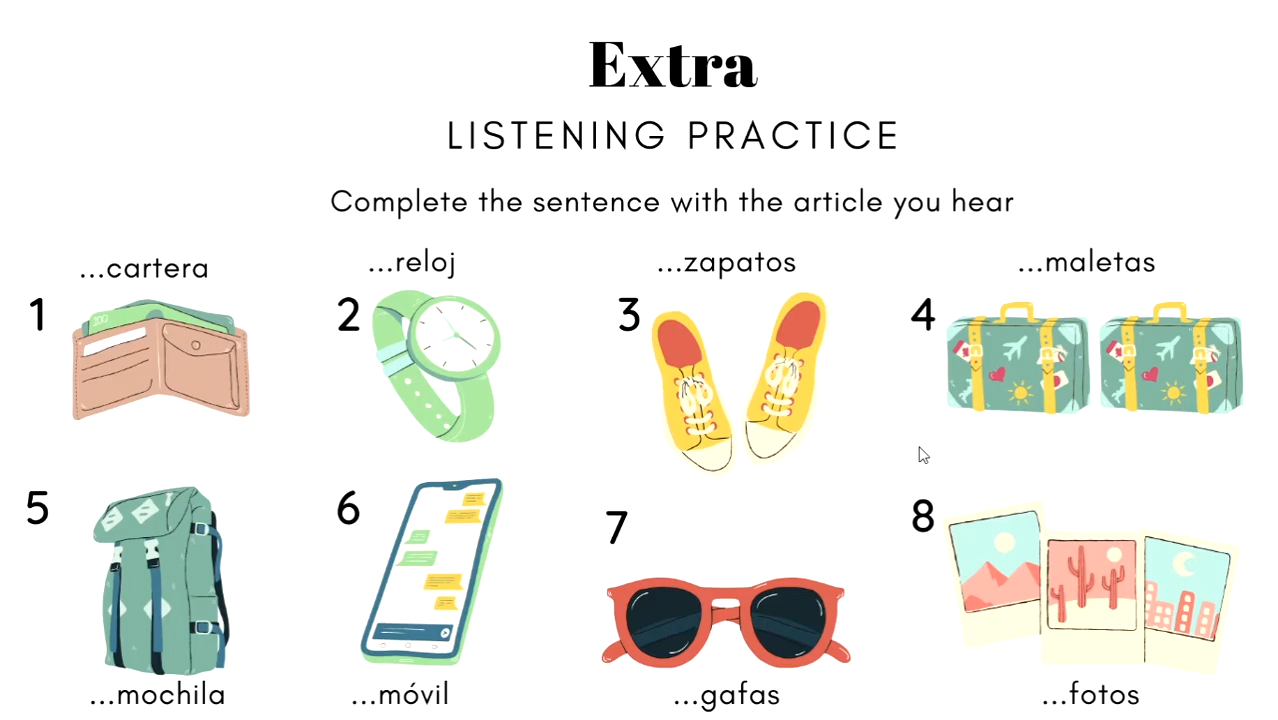 Extra
LISTENING PRACTICE
Complete the sentence with the article you hear
...cartera
...reloj
...zapatos
...maletas
1
2
3
4
5
6
7
8
...mochila
...móvil
...gafas
...fotos